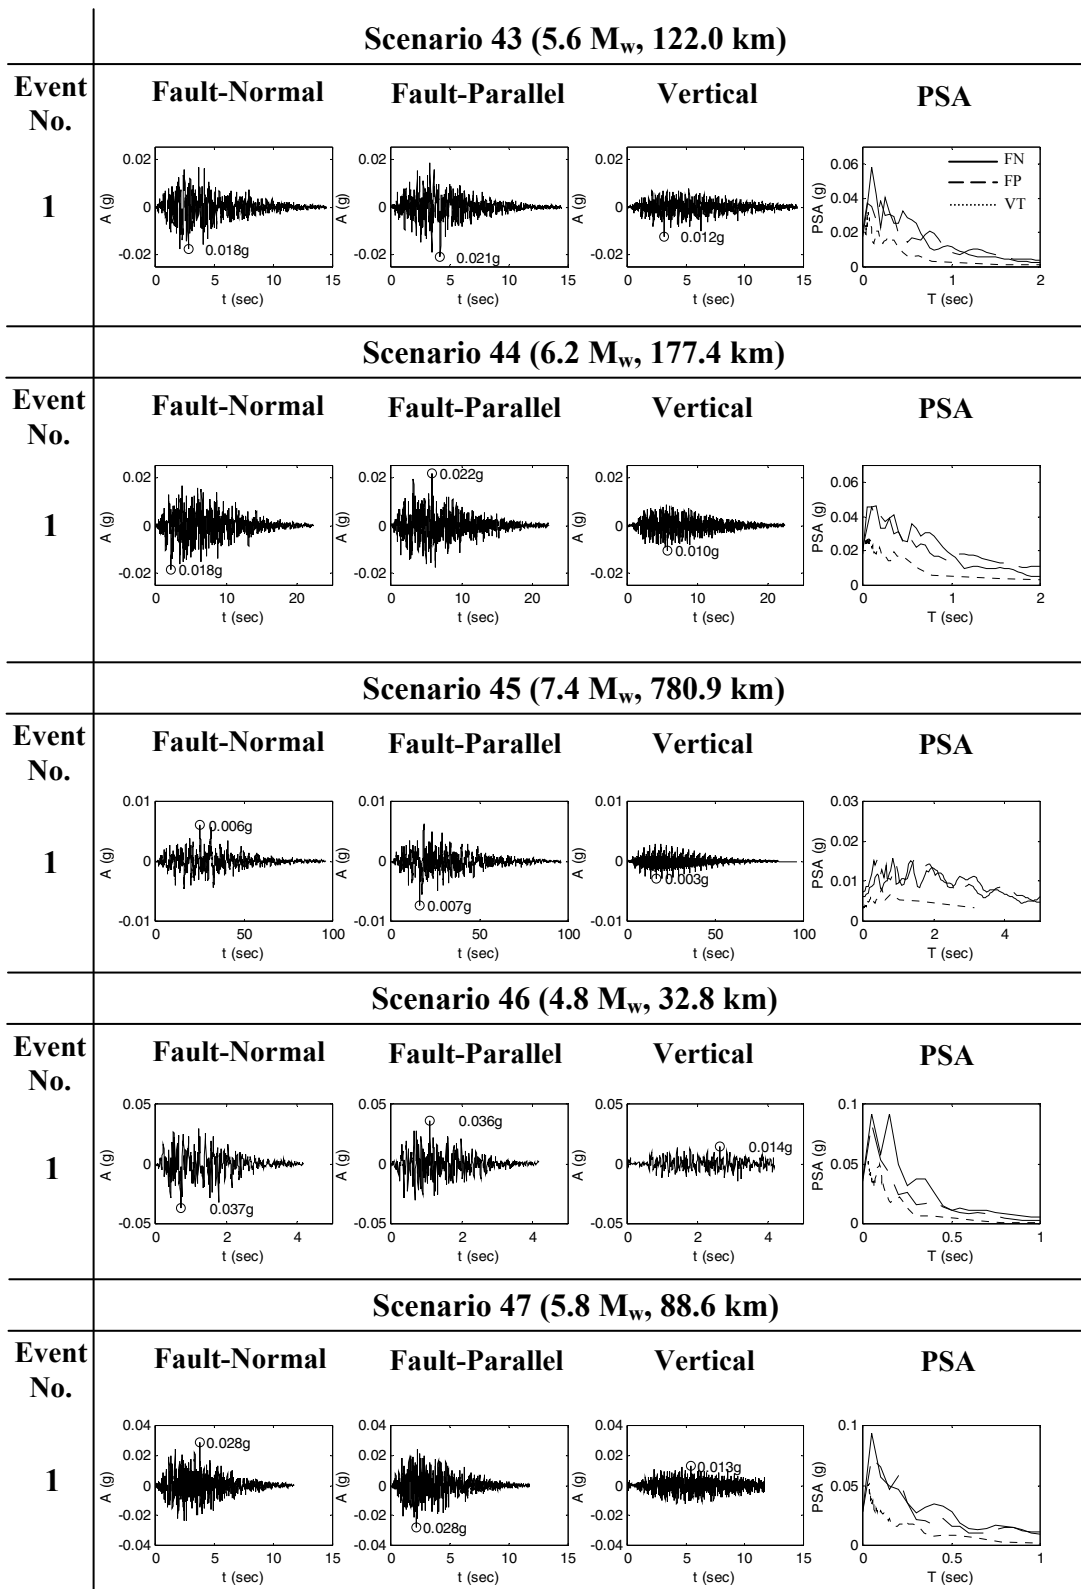 Scenario 43 (5.6 Mw, 122.0 km)
Event No.
Fault-Normal
Fault-Parallel
Vertical
PSA
1
A (g)
0.02
0
-0.02
0.018g
0 5 10 15
t (sec)
A (g)
0.02
0
-0.02
0.021g
0 5 10 15
t (sec)
A (g)
0.02
0
-0.02
0.012g
0 5 10 15
t (sec)
PSA (g)
0.06
0.04
0.02
0
FN
FP
VT
0 1 2
T (sec)
Scenario 44 (6.2 Mw, 177.4 km)
Event No.
Fault-Normal
Fault-Parallel
Vertical
PSA
1
A (g)
0.02
0
-0.02
0.018g
0 10 20
t (sec)
A (g)
0.02
0
-0.02
0.022g
0 10 20
t (sec)
A (g)
0.02
0
-0.02
0.010g
0 10 20
t (sec)
PSA (g)
0.06
0.04
0.02
0
0 1 2
T (sec)
Scenario 45 (7.4 Mw, 780.9 km)
Event No.
Fault-Normal
Fault-Parallel
Vertical
PSA
1
A (g)
0.01
0
-0.01
0.006g
0 50 100
t (sec)
A (g)
0.01
0
-0.01
0.007g
0 50 100
t (sec)
A (g)
0.01
0
-0.01
0.003g
0 50 100
t (sec)
PSA (g)
0.03
0.02
0.01
0
0 2 4
T (sec)
Scenario 46 (4.8 Mw, 32.8 km)
Event No.
Fault-Normal
Fault-Parallel
Vertical
PSA
1
A (g)
0.05
0
-0.05
0.037g
0 2 4
t (sec)
A (g)
0.05
0
-0.05
0.036g
0 2 4
t (sec)
A (g)
0.05
0
-0.05
0.014g
0 2 4
t (sec)
PSA (g)
0.1
0.05
0
0 0.5 1
T (sec)
Scenario 47 (5.8 Mw, 88.6 km)
Event No.
Fault-Normal
Fault-Parallel
Vertical
PSA
1
A (g)
0.04
0.02
0
-0.02
-0.04
0.028g
0 5 10 15
t (sec)
A (g)
0.04
0.02
0
-0.02
-0.04
0.028g
0 5 10 15
t (sec)
A (g)
0.04
0.02
0
-0.02
-0.04
0.013g
0 5 10 15
t (sec)
PSA (g)
0.1
0.05
0
0 0.5 1
T (sec)